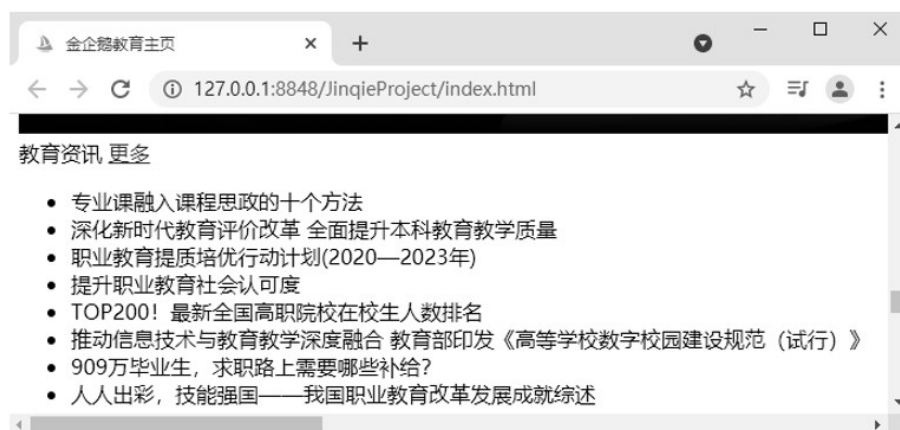 金企鹅教育主页
127.0.0.1:8848/JinqieProject/index.html
教育资讯 更多
专业课融入课程思政的十个方法
深化新时代教育评价改革 全面提升本科教育教学质量
职业教育提质培优行动计划(2020—2023年)
提升职业教育社会认可度
TOP200！最新全国高职院校在校生人数排名
推动信息技术与教育教学深度融合 教育部印发《高等学校数字校园建设规范（试行）》
909万毕业生，求职路上需要哪些补给?
人人出彩，技能强国——我国职业教育改革发展成就综述